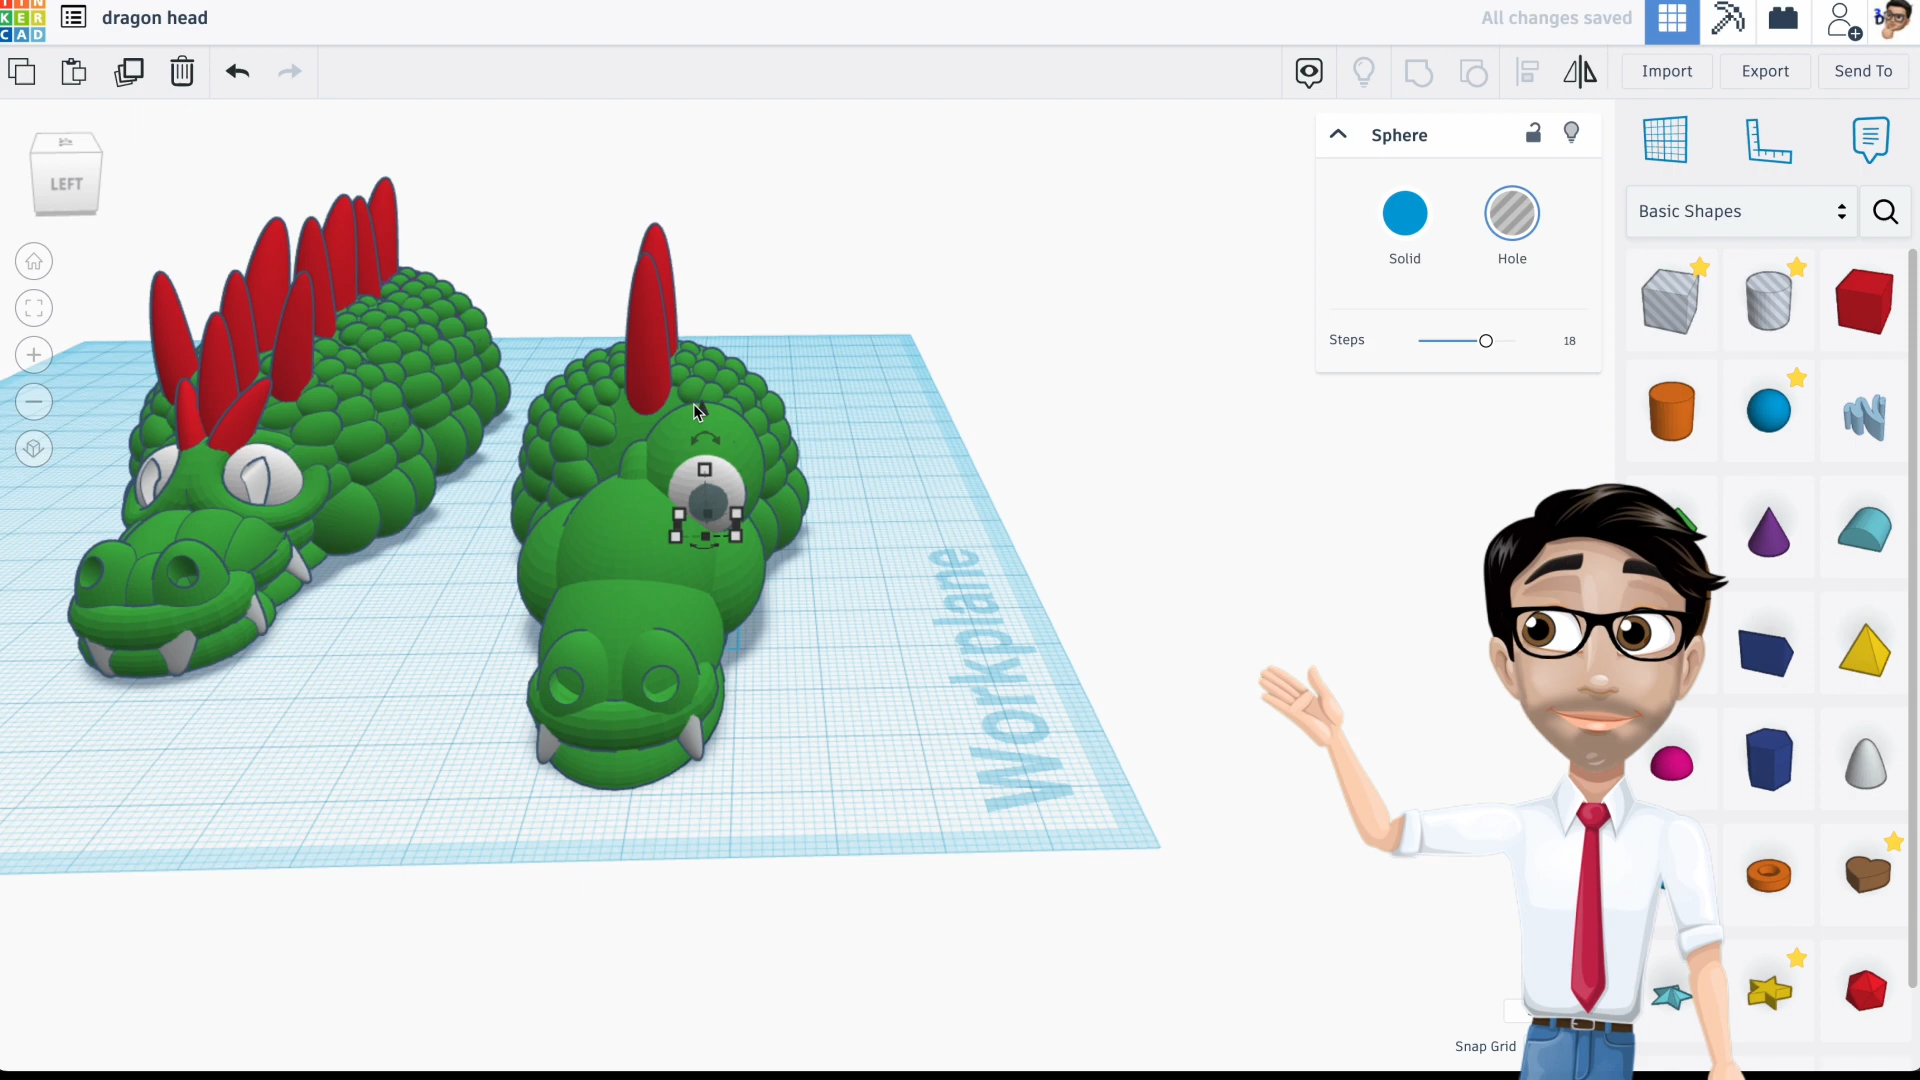 TIN
KER
CAD
dragon head
All changes saved
Import
Export
Send To
LEFT
Sphere
Solid
Hole
Steps
18
Basic Shapes
Workplane
Snap Grid